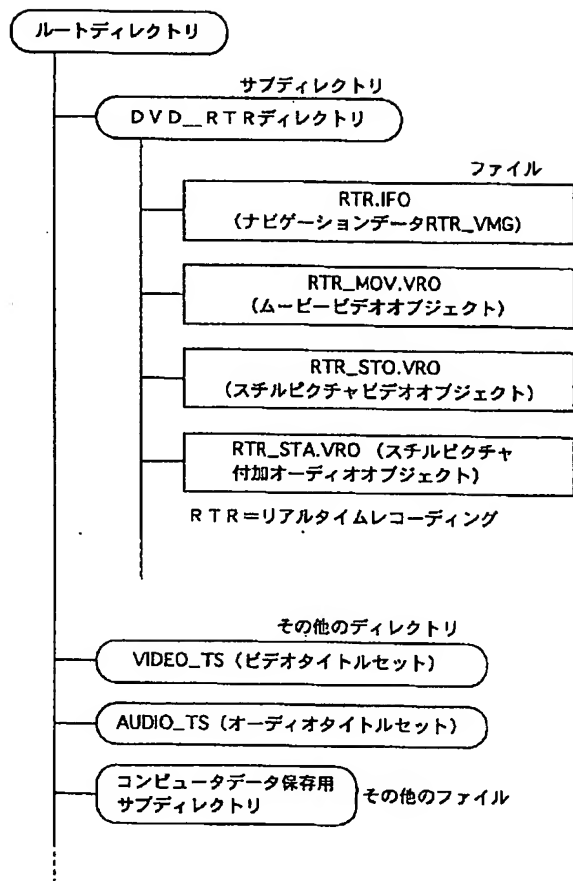 ルートディレクトリ
サブディレクトリ
DVD__RTRディレクトリ
ファイル
RTR.IFO
(ナビゲーションデータRTR_VMG)
RTR_MOV.VRO
(ムービービデオオブジェクト)
RTR_STO.VRO
(スチルピクチャビデオオブジェクト)
RTR_STA.VRO (スチルピクチャ
付加オーディオオブジェクト)
RTR=リアルタイムレコーディング
その他のディレクトリ
VIDEO_TS (ビデオタイトルセット)
AUDIO_TS (オーディオタイトルセット)
コンピュータデータ保存用
サブディレクトリ
その他のファイル